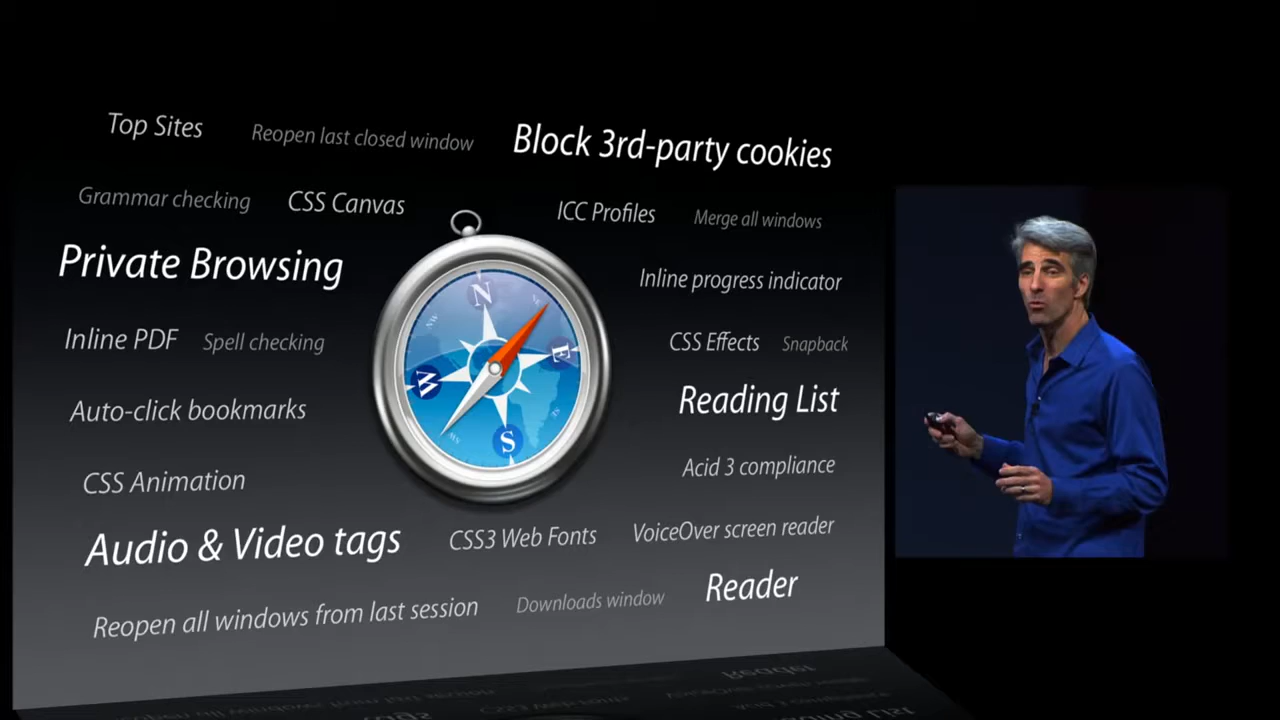 Top Sites
Reopen last closed window
Block 3rd-party cookies
Grammar checking
CSS Canvas
ICC Profiles
Merge all windows
Private Browsing
Inline progress indicator
Inline PDF
Spell checking
CSS Effects
Snapback
Auto-click bookmarks
Reading List
CSS Animation
Acid 3 compliance
Audio & Video tags
CSS3 Web Fonts
VoiceOver screen reader
Reopen all windows from last session
Downloads window
Reader
N
E
S
W